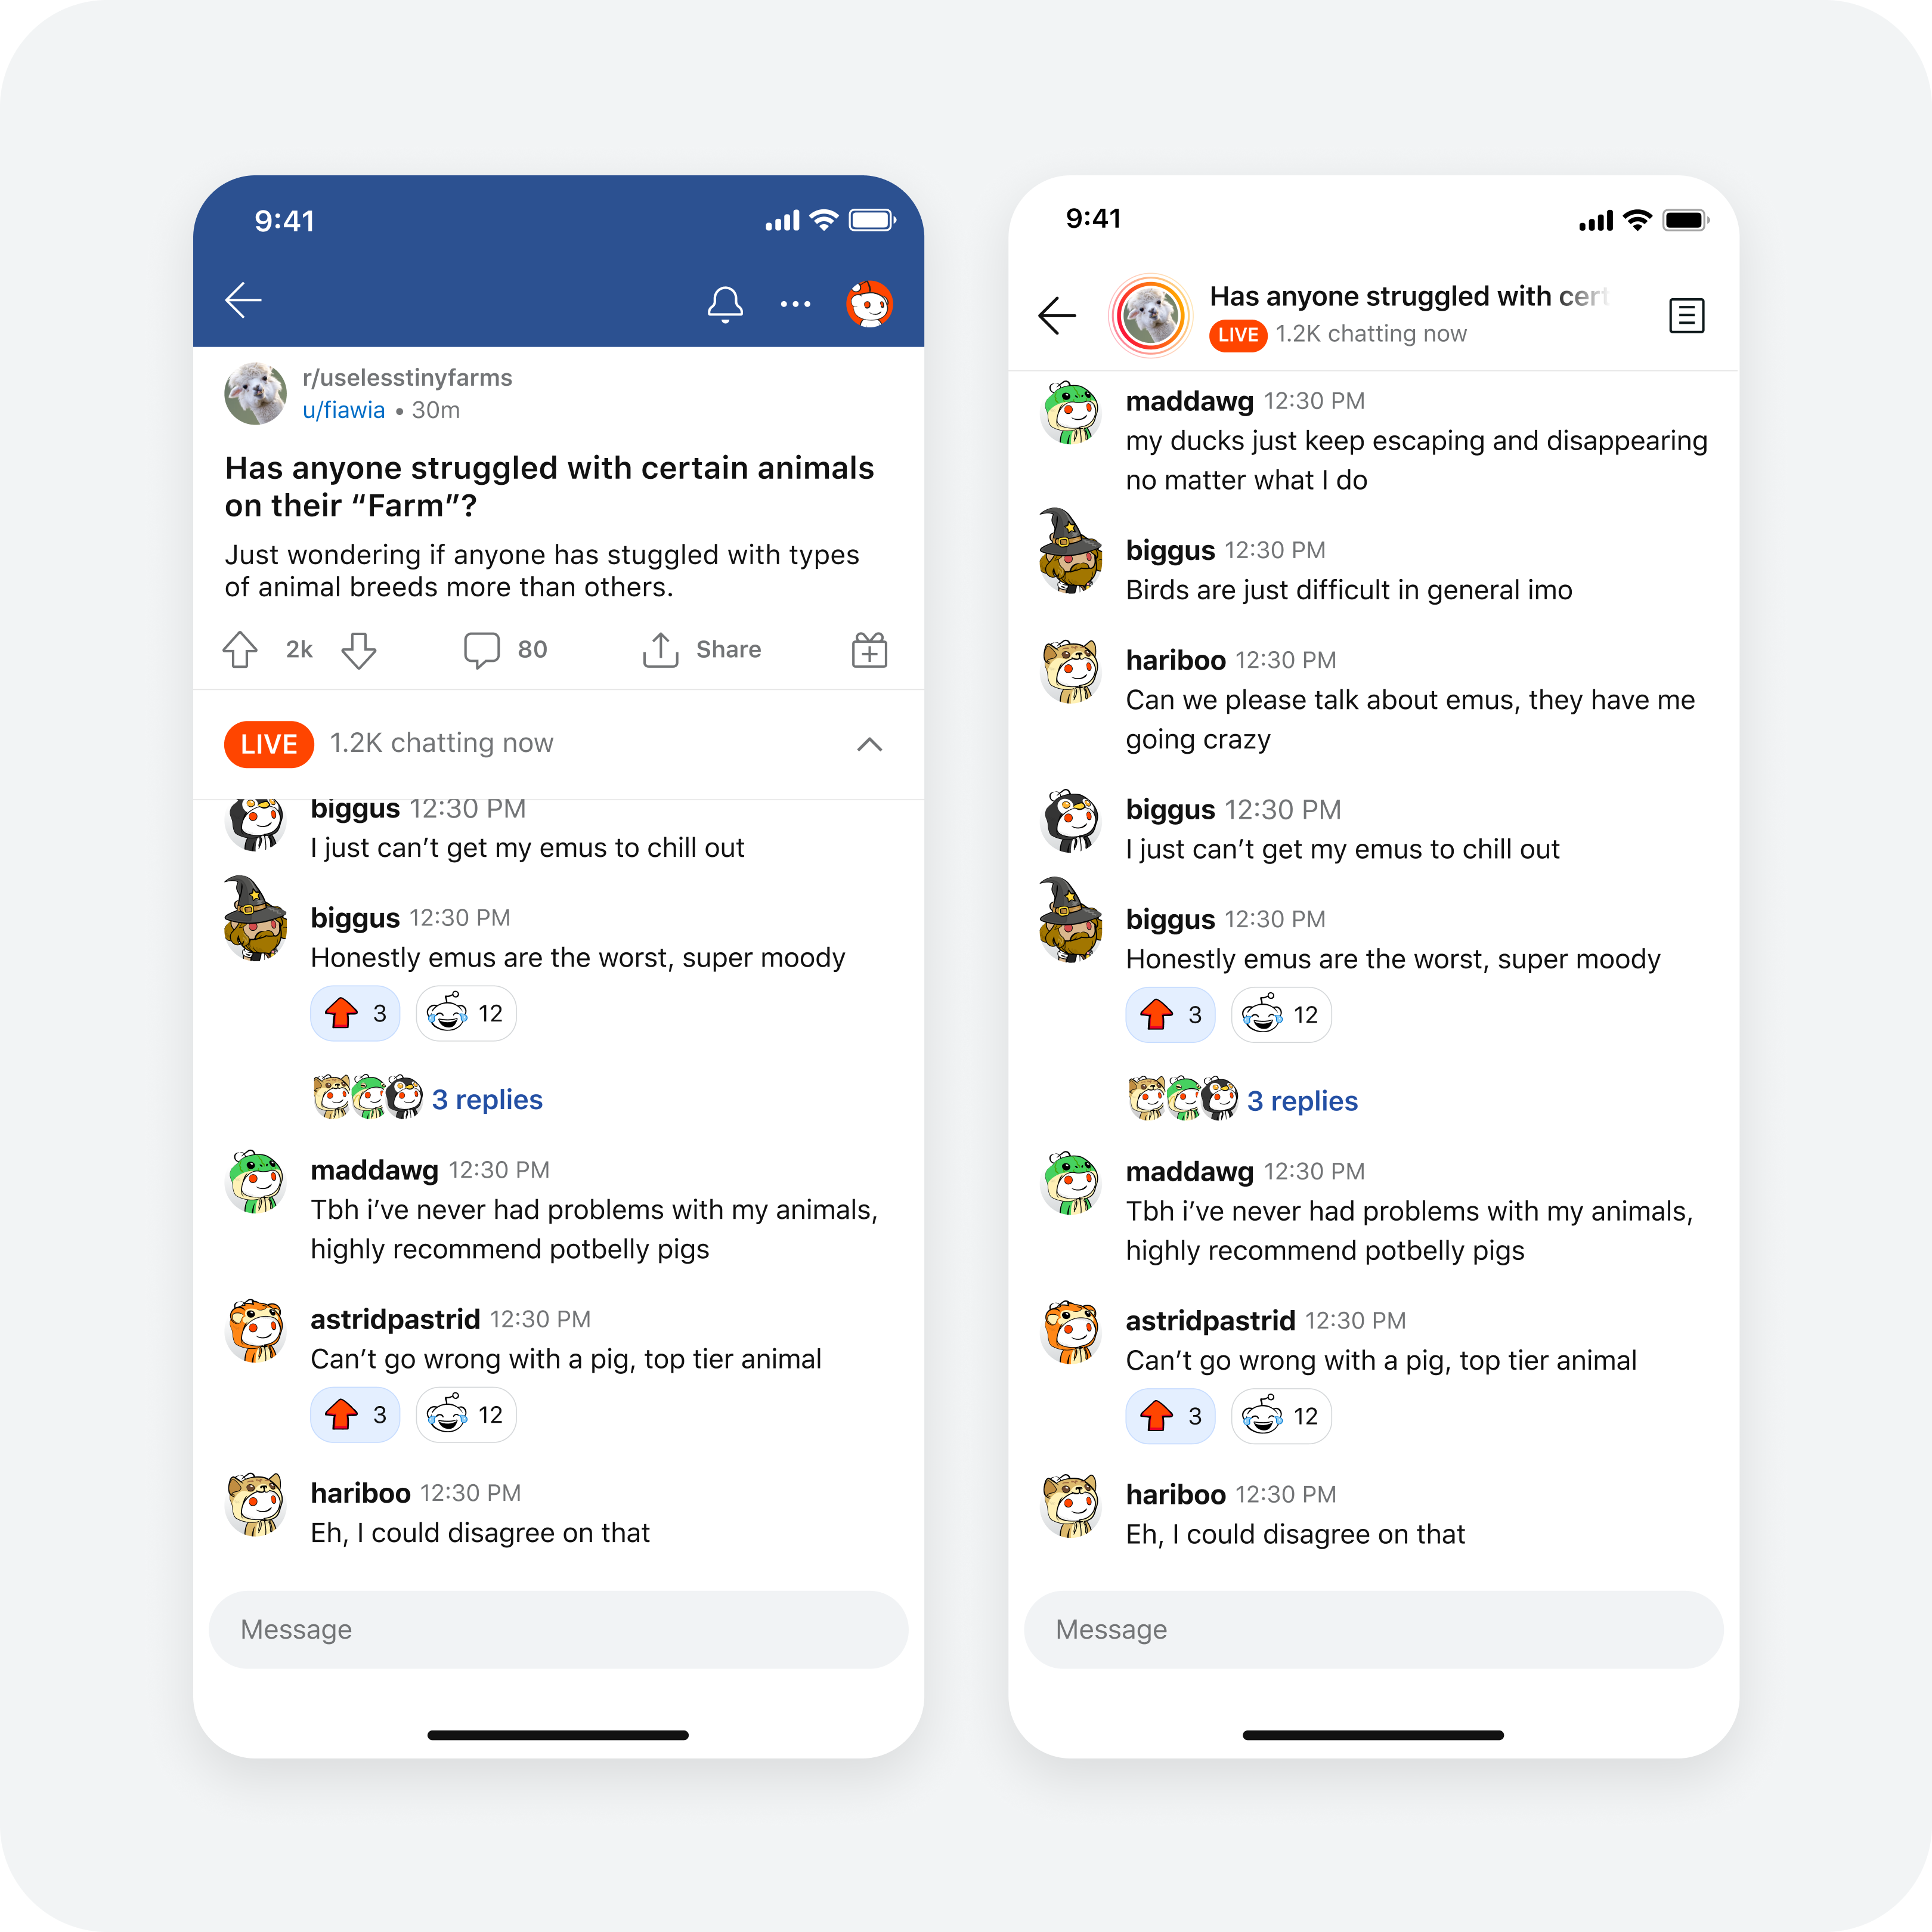 9:41
r/uselesstinyfarms
u/fiawia • 30m
Has anyone struggled with certain animals
on their “Farm”?
Just wondering if anyone has stuggled with types
of animal breeds more than others.
2k
80
Share
LIVE 1.2K chatting now
biggus 12:30 PM
I just can’t get my emus to chill out
biggus 12:30 PM
Honestly emus are the worst, super moody
3 12
3 replies
maddawg 12:30 PM
Tbh i’ve never had problems with my animals,
highly recommend potbelly pigs
astridpastrid 12:30 PM
Can’t go wrong with a pig, top tier animal
3 12
hariboo 12:30 PM
Eh, I could disagree on that
Message
9:41
Has anyone struggled with cert
LIVE 1.2K chatting now
maddawg 12:30 PM
my ducks just keep escaping and disappearing
no matter what I do
biggus 12:30 PM
Birds are just difficult in general imo
hariboo 12:30 PM
Can we please talk about emus, they have me
going crazy
biggus 12:30 PM
I just can’t get my emus to chill out
biggus 12:30 PM
Honestly emus are the worst, super moody
3 12
3 replies
maddawg 12:30 PM
Tbh i’ve never had problems with my animals,
highly recommend potbelly pigs
astridpastrid 12:30 PM
Can’t go wrong with a pig, top tier animal
3 12
hariboo 12:30 PM
Eh, I could disagree on that
Message